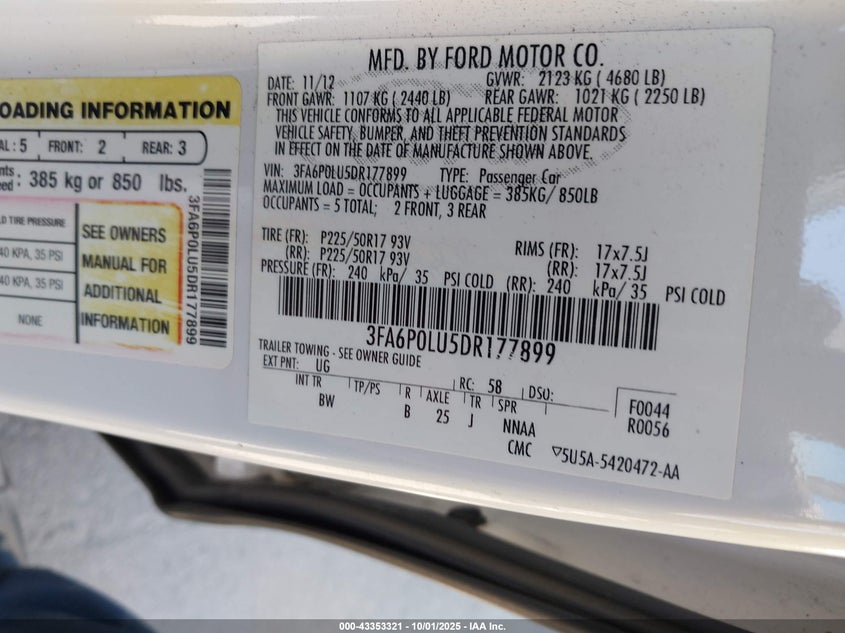 OADING INFORMATION
AL: 5 FRONT: 2 REAR: 3
385 kg or 850 lbs.
TIRE PRESSURE
40 KPA, 35 PSI
40 KPA, 35 PSI
NONE
SEE OWNERS
MANUAL FOR
ADDITIONAL
INFORMATION
3FA6P0LU5DR177899
MFD. BY FORD MOTOR CO.
DATE: 11/12 GVWR: 2123 KG ( 4680 LB)
FRONT GAWR: 1107 KG ( 2440 LB) REAR GAWR: 1021 KG ( 2250 LB)
THIS VEHICLE CONFORMS TO ALL APPLICABLE FEDERAL MOTOR
VEHICLE SAFETY, BUMPER, AND THEFT PREVENTION STANDARDS
IN EFFECT ON THE DATE OF MANUFACTURE SHOWN ABOVE.
VIN: 3FA6P0LU5DR177899 TYPE: Passenger Car
MAXIMUM LOAD = OCCUPANTS + LUGGAGE = 385KG/ 850LB
OCCUPANTS = 5 TOTAL; 2 FRONT, 3 REAR
TIRE (FR): P225/50R17 93V RIMS (FR): 17x7.5J
(RR): P225/50R17 93V (RR): 17x7.5J
PRESSURE (FR): 240 kPa/ 35 PSI COLD (RR): 240 kPa/ 35 PSI COLD
3FA6P0LU5DR177899
TRAILER TOWING - SEE OWNER GUIDE
EXT PNT: UG RC: 58 DSO:
INT TR TP/PS R AXLE TR SPR
BW B 25 J NNAA
CMC
F0044
R0056
▽5U5A-5420472-AA
000-43353321 - 10/01/2025 - IAA Inc.